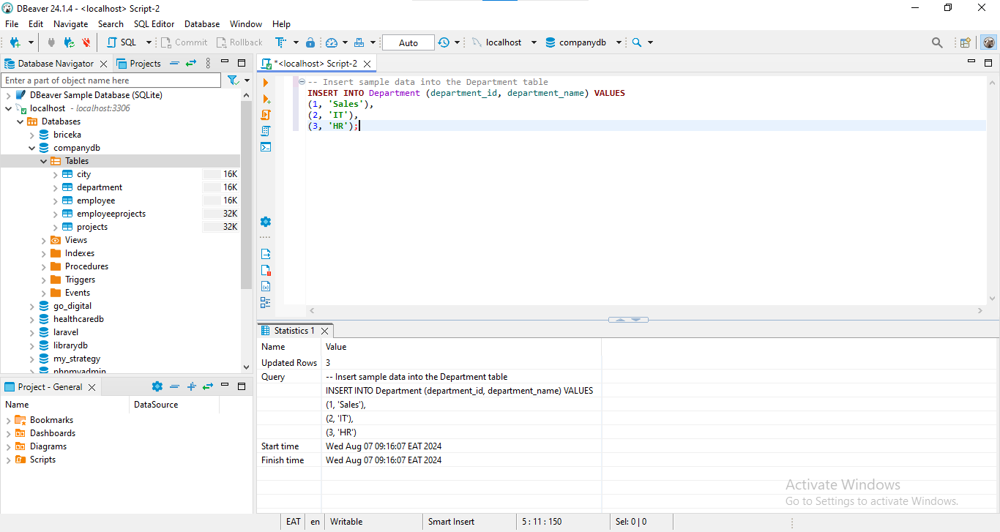 DBeaver 24.1.4 - <localhost> Script-2
File Edit Navigate Search SQL Editor Database Window Help
SQL Commit Rollback Auto localhost companydb
Database Navigator Projects
Enter a part of object name here
DBeaver Sample Database (SQLite)
localhost - localhost:3306
Databases
briceka
companydb
Tables
city 16K
department 16K
employee 16K
employeeprojects 32K
projects 32K
Views
Indexes
Procedures
Triggers
Events
go_digital
healthcaredb
laravel
librarydb
my_strategy
phpmyadmin
Project - General
Name DataSource
Bookmarks
Dashboards
Diagrams
Scripts
*<localhost> Script-2
-- Insert sample data into the Department table
INSERT INTO Department (department_id, department_name) VALUES
(1, 'Sales'),
(2, 'IT'),
(3, 'HR');
Statistics 1
Name Value
Updated Rows 3
Query -- Insert sample data into the Department table
INSERT INTO Department (department_id, department_name) VALUES
(1, 'Sales'),
(2, 'IT'),
(3, 'HR')
Start time Wed Aug 07 09:16:07 EAT 2024
Finish time Wed Aug 07 09:16:07 EAT 2024
Activate Windows
Go to Settings to activate Windows.
EAT en Writable Smart Insert 5 : 11 : 150 Sel: 0 | 0